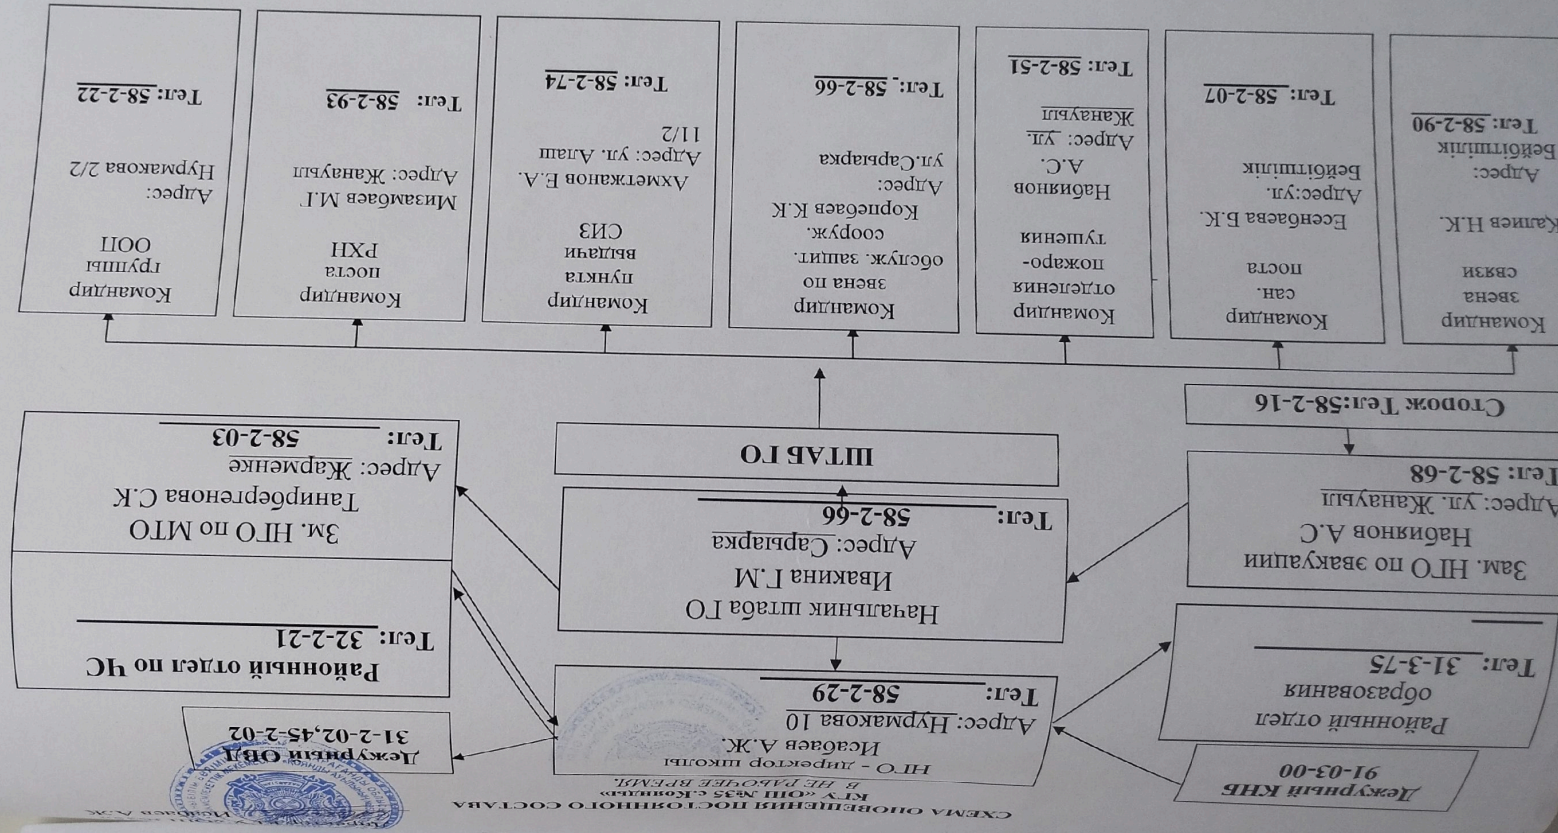 Исабаев А.Ж
СХЕМА ОПОВЕЩЕНИЯ ПОСТОЯННОГО СОСТАВА
КГУ «ОШ №35 с.Коянды»
В НЕ РАБОЧЕЕ ВРЕМЯ.
Дежурный КНБ
91-03-00
НГО - директор школы
Исабаев А.Ж.
Адрес: Нурмакова 10
Тел: 58-2-29
Дежурный ОВД
31-2-02,45-2-02
Районный отдел
образования
Тел: 31-3-75
Районный отдел по ЧС
Тел: 32-2-21
Зам. НГО по эвакуации
Набиянов А.С
Адрес: ул. Жанауыл
Тел: 58-2-68
Начальник штаба ГО
Ивакина Г.М
Адрес: Сарыарка
Тел: 58-2-66
Зм. НГО по МТО
Танирбергенова С.К
Адрес: Жарменке
Тел: 58-2-03
Сторож Тел:58-2-16
ШТАБ ГО
Командир
звена
связи
Қалиев Н.К.
Адрес:
Бейбітшілік
Тел: 58-2-90
Командир
сан.
поста
Есенбаева Б.К.
Адрес:ул.
Бейбітшілік
Тел: 58-2-07
Командир
отделения
пожаро-
тушения
Набиянов
А.С.
Адрес: ул.
Жанауыл
Тел: 58-2-51
Командир
звена по
обслуж. защит.
сооруж.
Корпебаев К.К
Адрес:
ул.Сарыарка
Тел: 58-2-66
Командир
пункта
выдачи
СИЗ
Ахметжанов Е.А.
Адрес: ул. Алаш
11/2
Тел: 58-2-74
Командир
поста
РХН
Мизамбаев М.Г
Адрес: Жанауыл
Тел: 58-2-93
Командир
группы
ООП
Адрес:
Нурмакова 2/2
Тел: 58-2-22